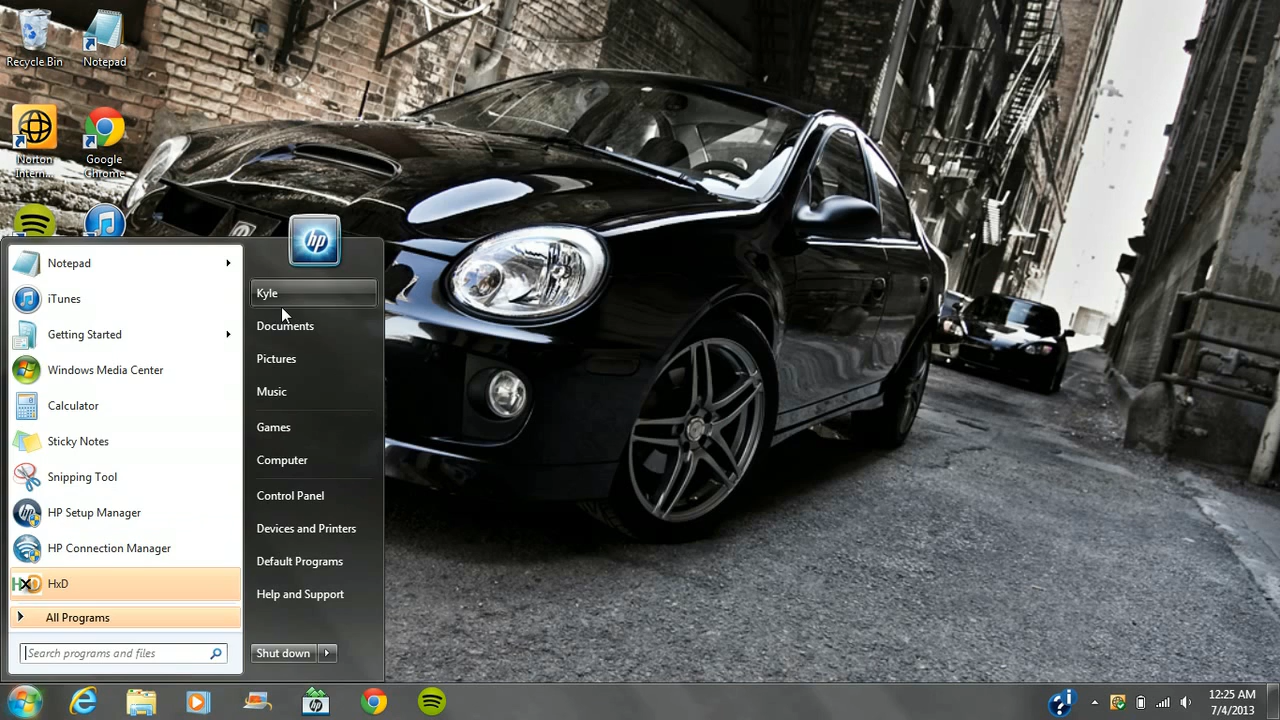 Recycle Bin
Notepad
Norton
Intern...
Google
Chrome
hp
Notepad
iTunes
Getting Started
Windows Media Center
Calculator
Sticky Notes
Snipping Tool
HP Setup Manager
HP Connection Manager
HxD
All Programs
Search programs and files
Kyle
Documents
Pictures
Music
Games
Computer
Control Panel
Devices and Printers
Default Programs
Help and Support
Shut down
hp
12:25 AM
7/4/2013